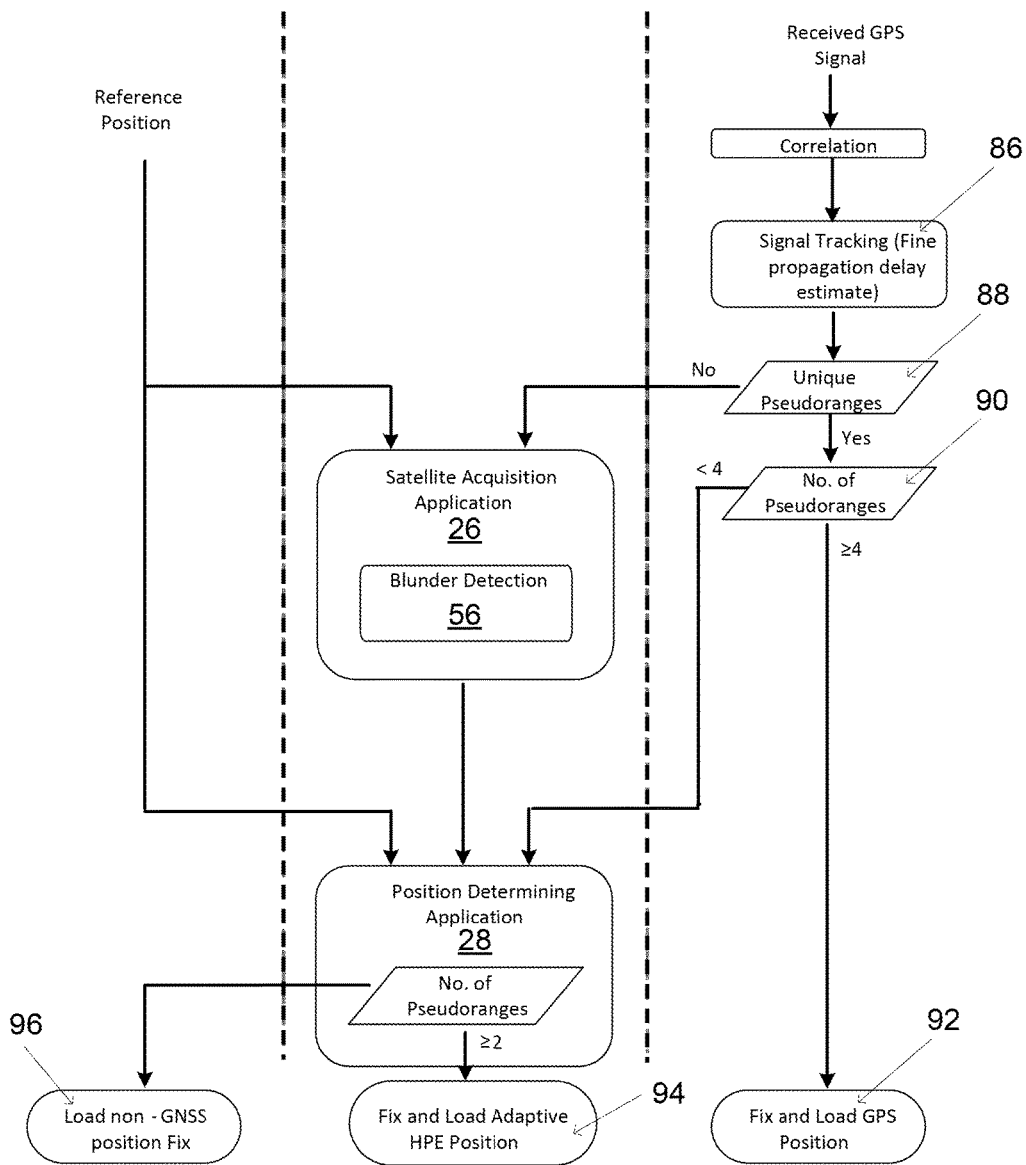 Received GPS
Signal
Reference
Position
Correlation
86
Signal Tracking (Fine
propagation delay
estimate)
88
No
Unique
Pseudoranges
90
Yes
< 4
No. of
Pseudoranges
≥4
Satellite Acquisition
Application
26
Blunder Detection
56
Position Determining
Application
28
No. of
Pseudoranges
≥2
96
92
94
Load non - GNSS
position Fix
Fix and Load Adaptive
HPE Position
Fix and Load GPS
Position